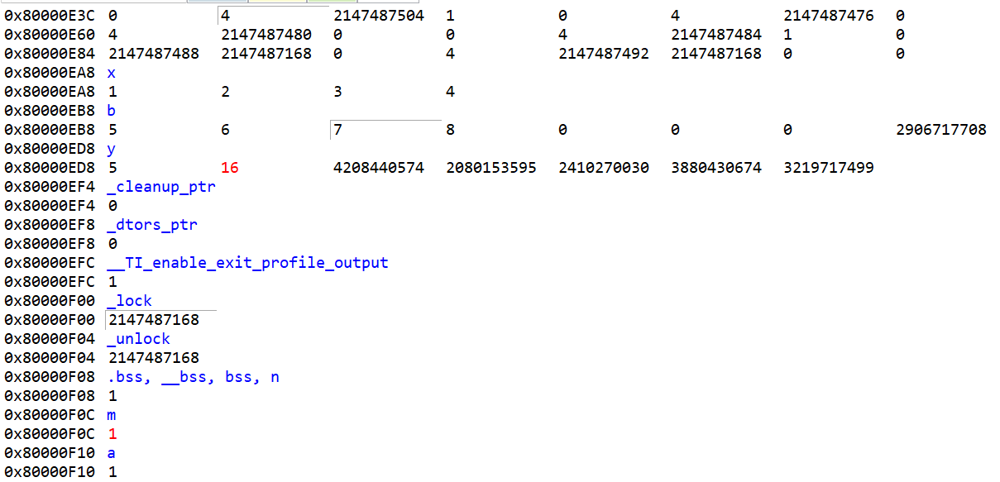 0x80000E3C 0 4 2147487504 1 0 4 2147487476 0
0x80000E60 4 2147487480 0 0 4 2147487484 1 0
0x80000E84 2147487488 2147487168 0 4 2147487492 2147487168 0 0
0x80000EA8 x
0x80000EA8 1 2 3 4
0x80000EB8 b
0x80000EB8 5 6 7 8 0 0 0 2906717708
0x80000ED8 y
0x80000ED8 5 16 4208440574 2080153595 2410270030 3880430674 3219717499
0x80000EF4 _cleanup_ptr
0x80000EF4 0
0x80000EF8 _dtors_ptr
0x80000EF8 0
0x80000EFC __TI_enable_exit_profile_output
0x80000EFC 1
0x80000F00 _lock
0x80000F00 2147487168
0x80000F04 _unlock
0x80000F04 2147487168
0x80000F08 .bss, __bss, bss, n
0x80000F08 1
0x80000F0C m
0x80000F0C 1
0x80000F10 a
0x80000F10 1